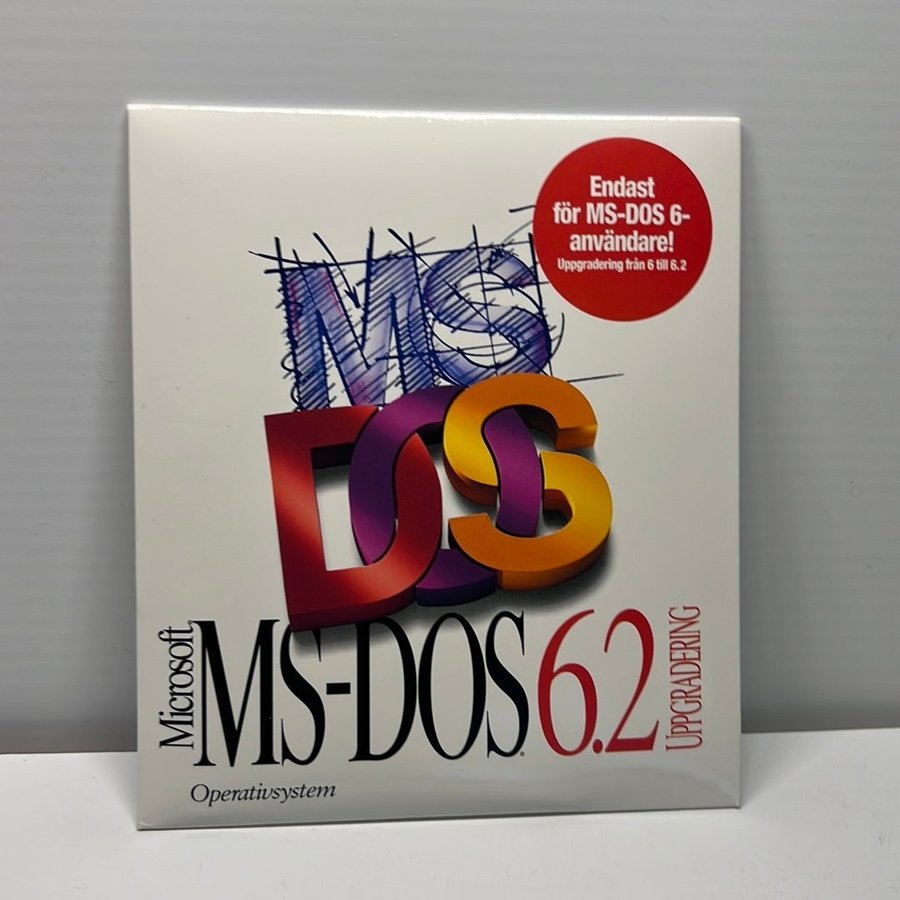 Endast
för MS-DOS 6-
användare!
Uppgradering från 6 till 6.2
MS
DOS
Microsoft
MS-DOS® 6.2
UPPGRADERING
Operativsystem